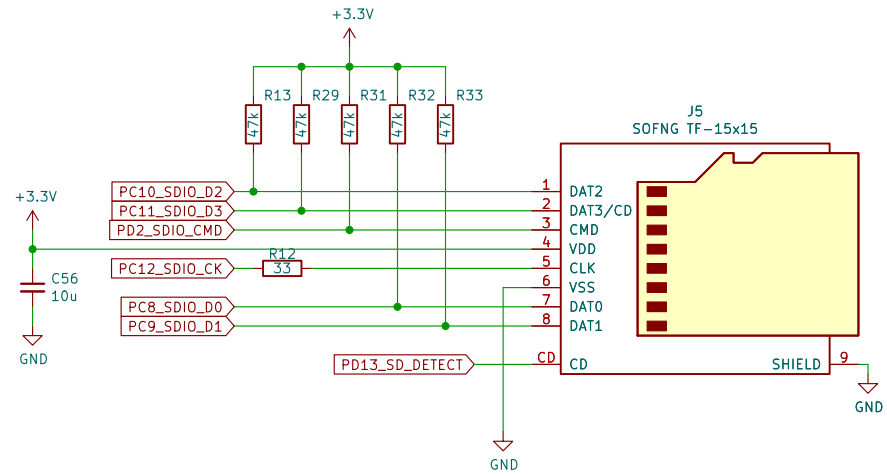 +3.3V
R13
R29
R31
R32
R33
47k
47k
47k
47k
47k
J5
SOFNG TF-15x15
PC10_SDIO_D2
1
DAT2
PC11_SDIO_D3
2
DAT3/CD
PD2_SDIO_CMD
3
CMD
+3.3V
4
VDD
R12
PC12_SDIO_CK
33
5
CLK
C56
10u
6
VSS
PC8_SDIO_D0
7
DAT0
PC9_SDIO_D1
8
DAT1
GND
PD13_SD_DETECT
CD
CD
SHIELD
9
GND
GND